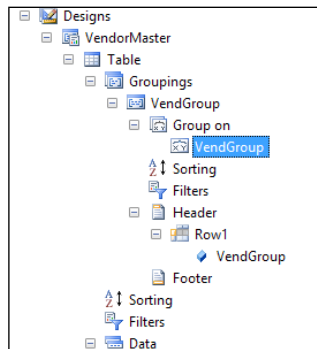 Designs
VendorMaster
Table
Groupings
VendGroup
Group on
VendGroup
Sorting
Filters
Header
Row1
VendGroup
Footer
Sorting
Filters
Data